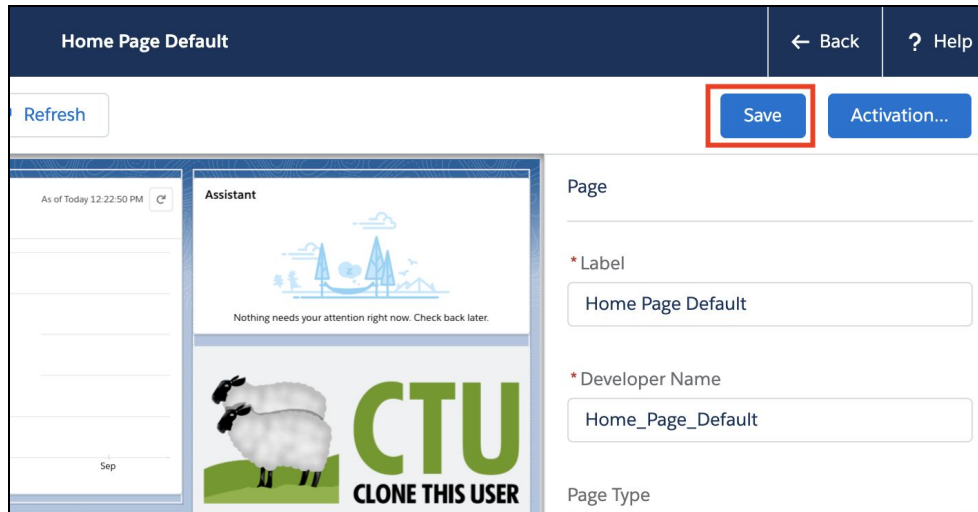 Home Page Default
← Back
? Help
Refresh
Save
Activation...
As of Today 12:22:50 PM
Sep
Assistant
Nothing needs your attention right now. Check back later.
CTU
CLONE THIS USER
Page
*Label
Home Page Default
*Developer Name
Home_Page_Default
Page Type